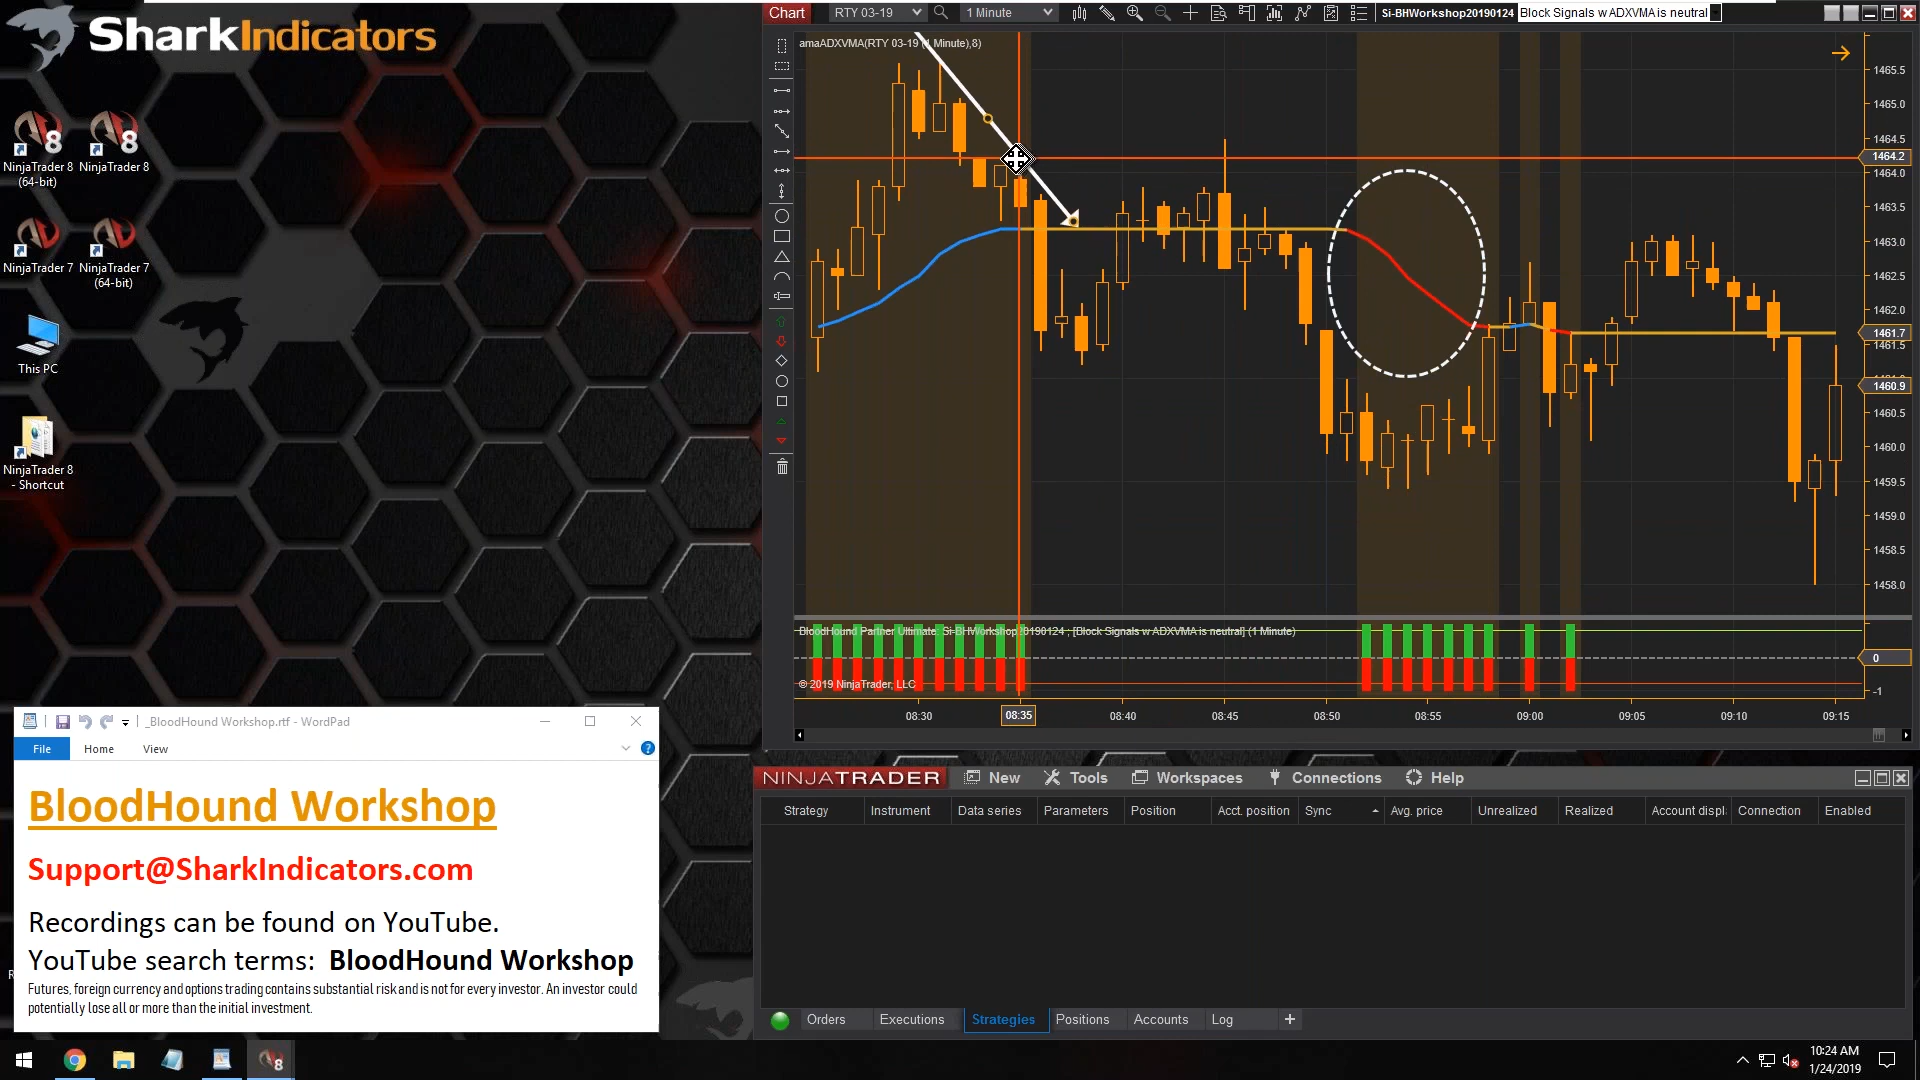 SharkIndicators
NinjaTrader 8
(64-bit)
NinjaTrader 8
NinjaTrader 7
NinjaTrader 7
(64-bit)
This PC
NinjaTrader 8
- Shortcut
Chart
RTY 03-19
1 Minute
Si-BHWorkshop20190124
Block Signals w ADXVMA is neutral
amaADXVMA(RTY 03-19 (1 Minute),8)
1465.5
1465.0
1464.5
1464.2
1464.0
1463.5
1463.0
1462.5
1462.0
1461.7
1461.5
1460.9
1460.5
1460.0
1459.5
1459.0
1458.5
1458.0
BloodHound Partner Ultimate; Si-BHWorkshop20190124 ; [Block Signals w ADXVMA is neutral] (1 Minute)
0
-1
© 2019 NinjaTrader, LLC
08:30
08:35
08:40
08:45
08:50
08:55
09:00
09:05
09:10
09:15
_BloodHound Workshop.rtf - WordPad
File Home View
BloodHound Workshop
Support@SharkIndicators.com
Recordings can be found on YouTube.
YouTube search terms: BloodHound Workshop
Futures, foreign currency and options trading contains substantial risk and is not for every investor. An investor could
potentially lose all or more than the initial investment.
NINJATRADER New Tools Workspaces Connections Help
Strategy Instrument Data series Parameters Position Acct. position Sync Avg. price Unrealized Realized Account displ Connection Enabled
Orders Executions Strategies Positions Accounts Log +
10:24 AM
1/24/2019